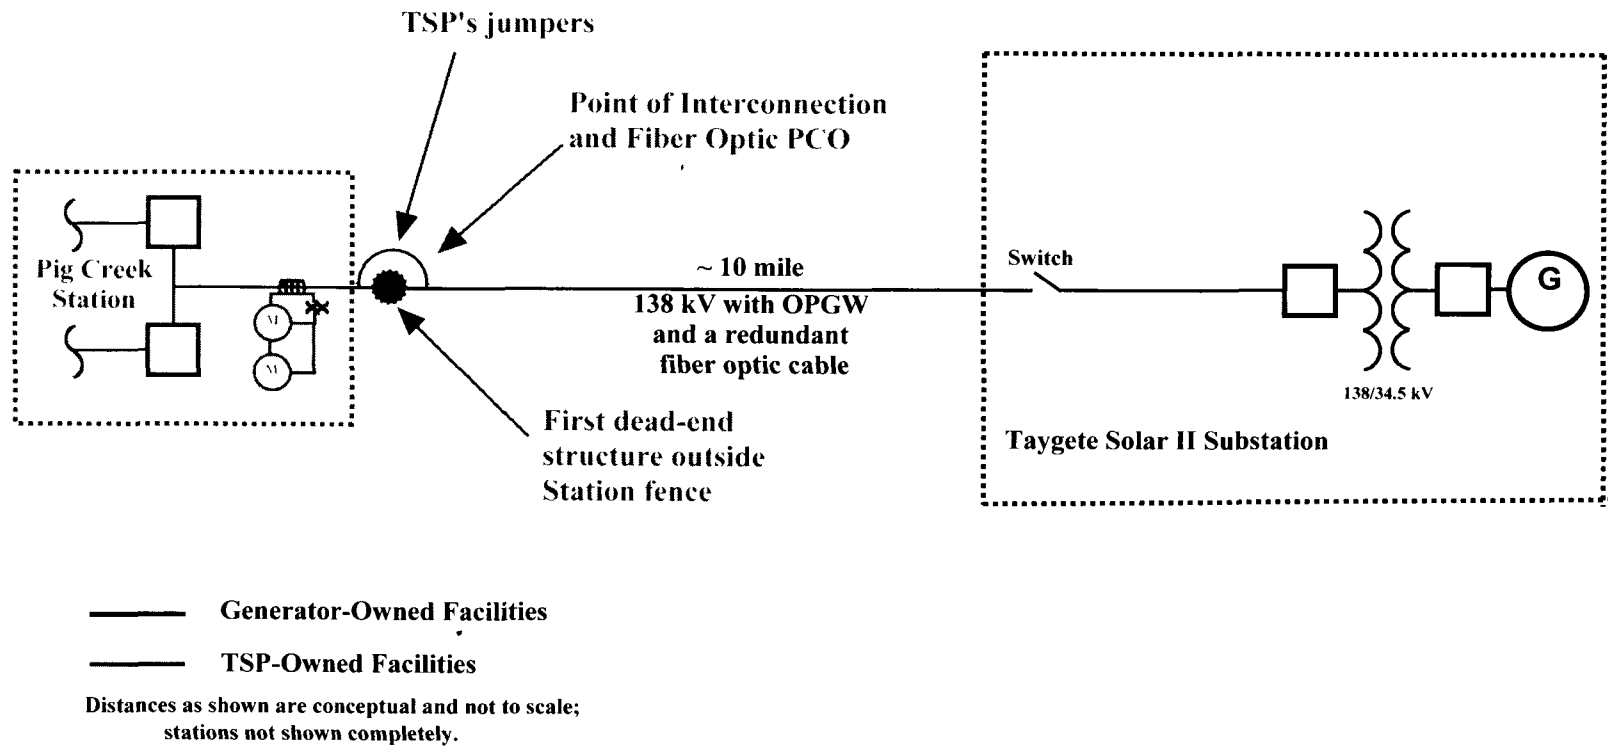 TSP's jumpers
Point of Interconnection
and Fiber Optic PCO
Pig Creek
Station
M
M
~ 10 mile
138 kV with OPGW
and a redundant
fiber optic cable
First dead-end
structure outside
Station fence
Switch
G
138/34.5 kV
Taygete Solar II Substation
Generator-Owned Facilities
TSP-Owned Facilities
Distances as shown are conceptual and not to scale;
stations not shown completely.